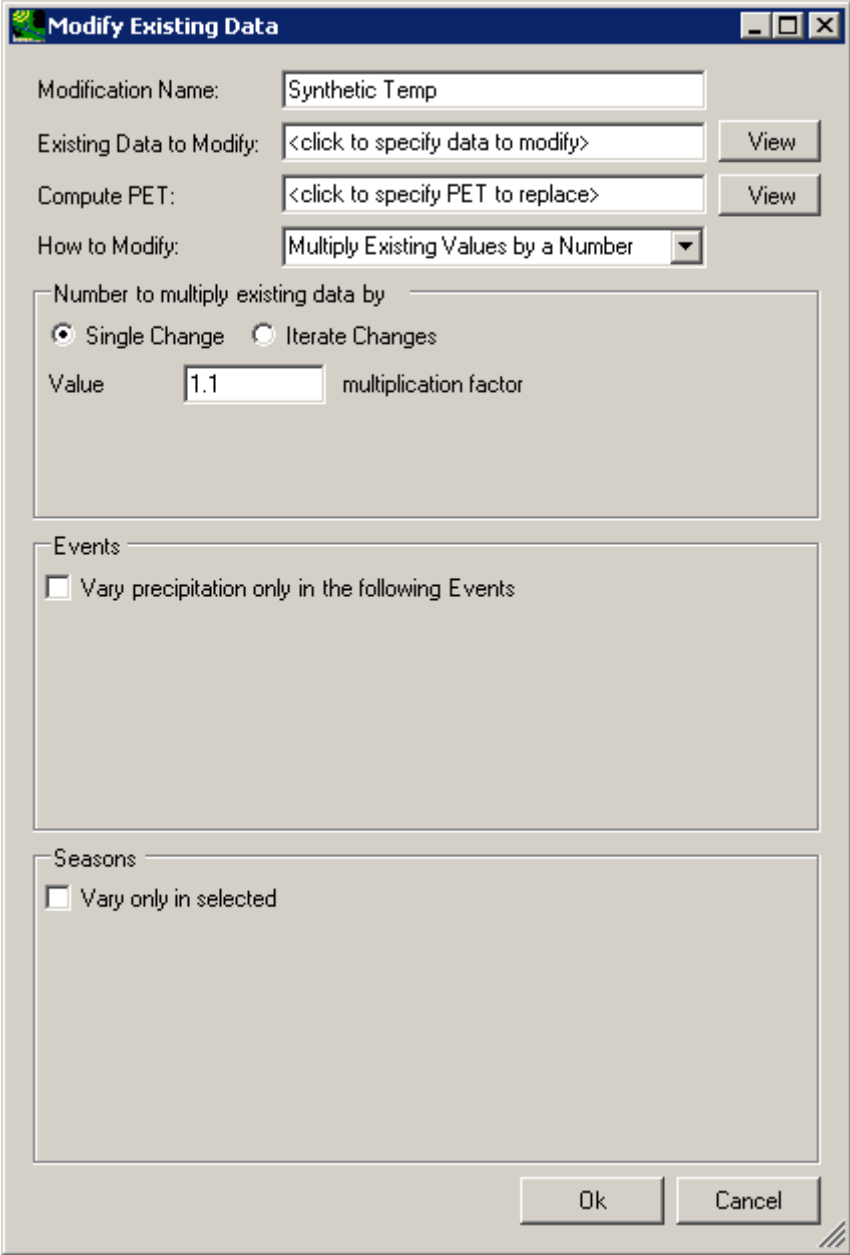 Modify Existing Data
Modification Name: Synthetic Temp
Existing Data to Modify: <click to specify data to modify> View
Compute PET: <click to specify PET to replace> View
How to Modify: Multiply Existing Values by a Number
Number to multiply existing data by
Single Change Iterate Changes
Value 1.1 multiplication factor
Events
Vary precipitation only in the following Events
Seasons
Vary only in selected
Ok Cancel